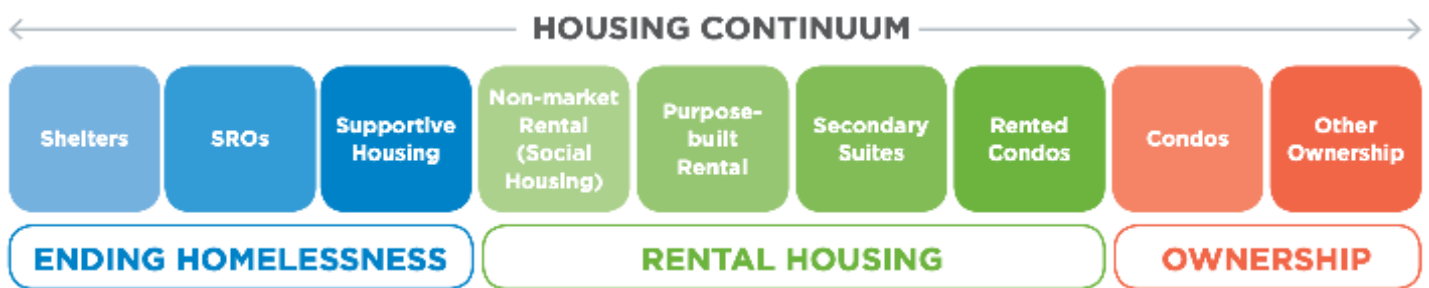 HOUSING CONTINUUM
Shelters
SROs
Supportive
Housing
Non-market
Rental
(Social
Housing)
Purpose-
built
Rental
Secondary
Suites
Rented
Condos
Condos
Other
Ownership
ENDING HOMELESSNESS
RENTAL HOUSING
OWNERSHIP